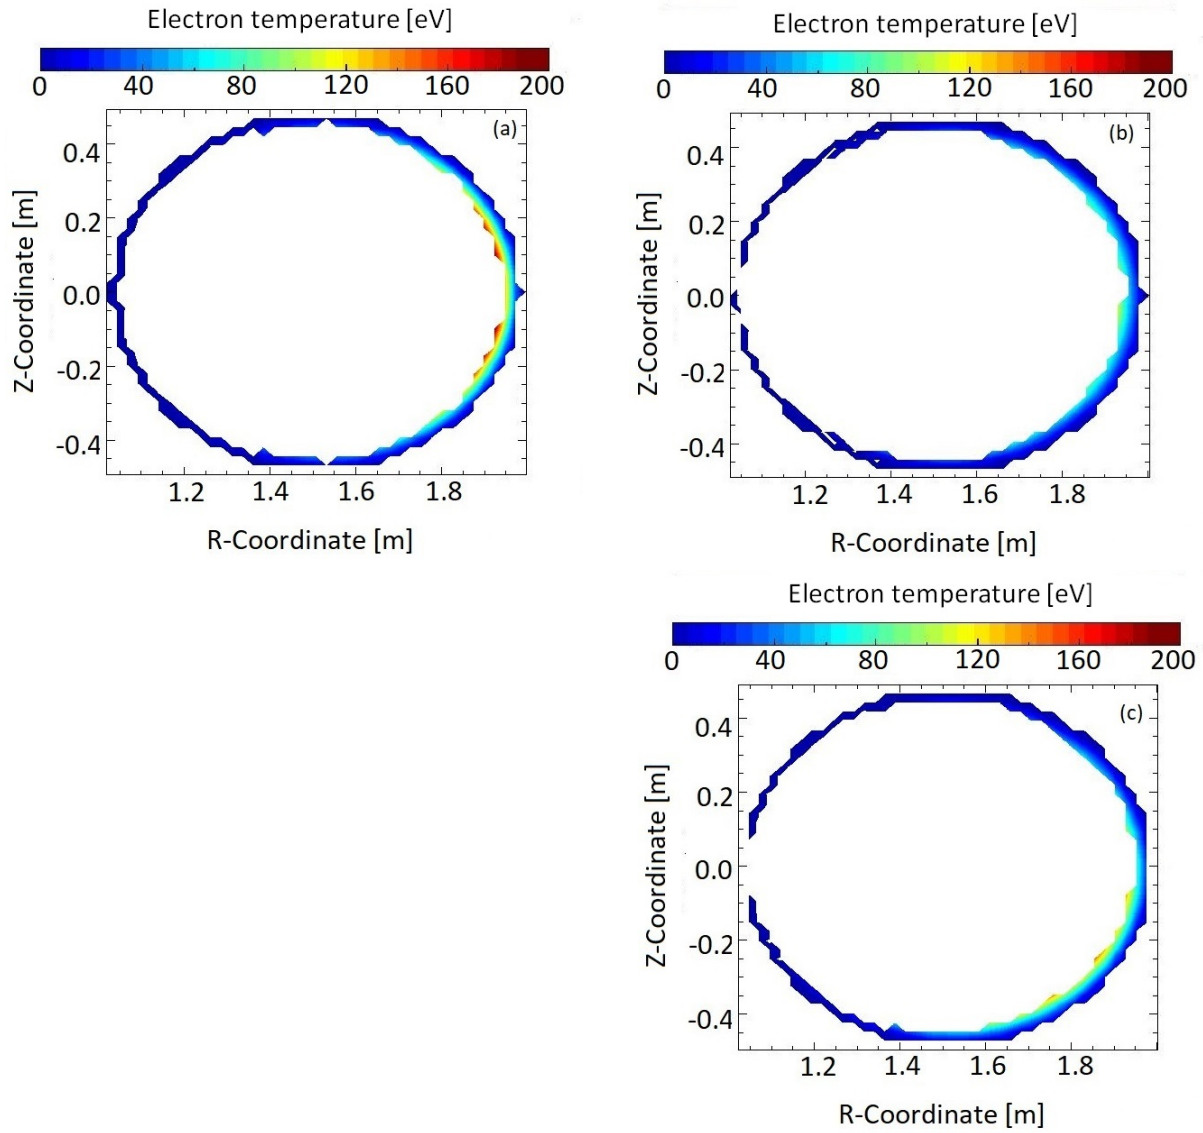 Electron temperature [eV]
0 40 80 120 160 200
(a)
0.4
0.2
0.0
-0.2
-0.4
Z-Coordinate [m]
1.2 1.4 1.6 1.8
R-Coordinate [m]
Electron temperature [eV]
0 40 80 120 160 200
(b)
0.4
0.2
0.0
-0.2
-0.4
Z-Coordinate [m]
1.2 1.4 1.6 1.8
R-Coordinate [m]
Electron temperature [eV]
0 40 80 120 160 200
(c)
0.4
0.2
0.0
-0.2
-0.4
Z-Coordinate [m]
1.2 1.4 1.6 1.8
R-Coordinate [m]